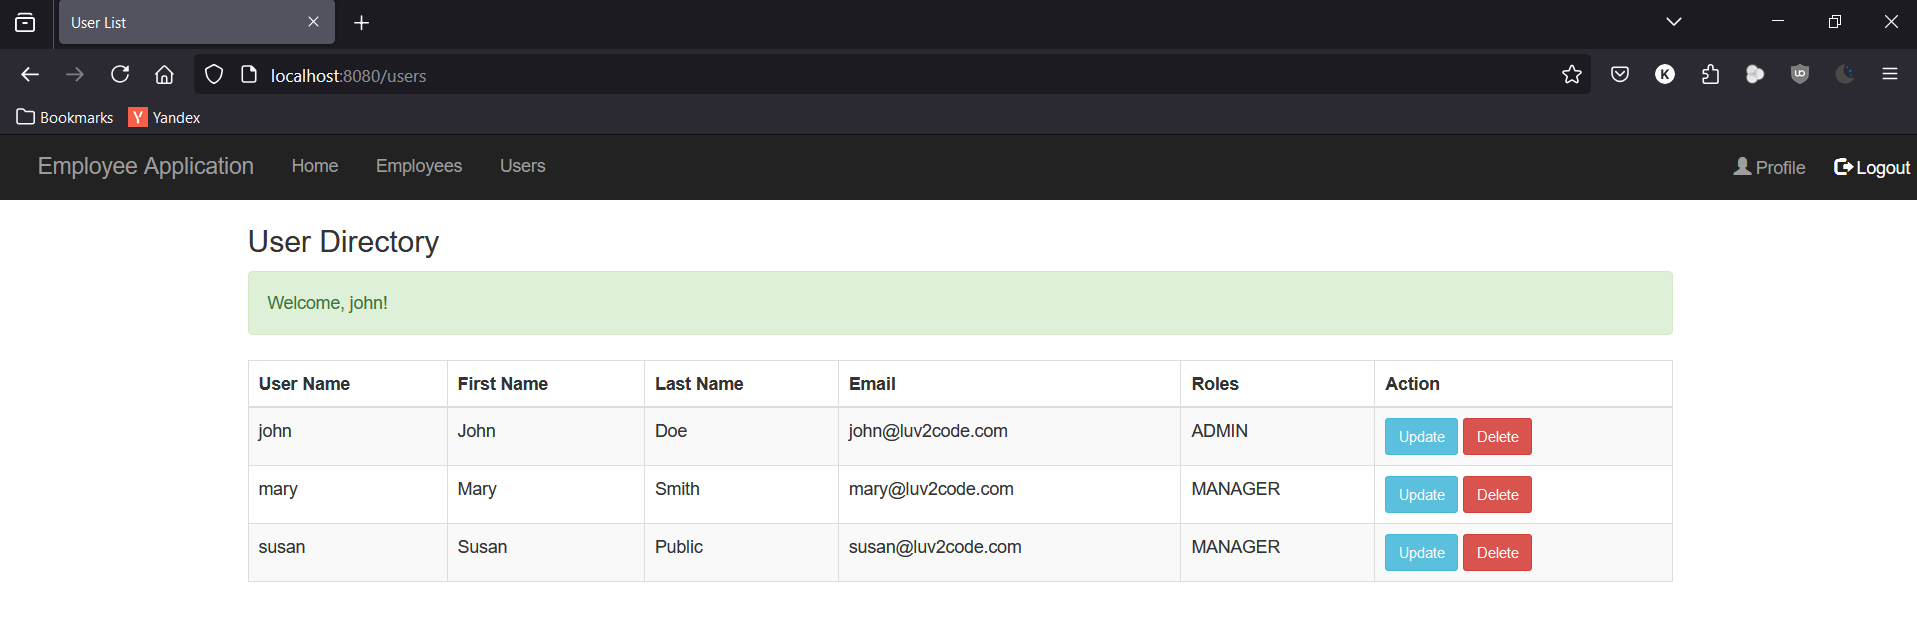 User List
localhost:8080/users
K
Bookmarks Y Yandex
Employee Application Home Employees Users Profile Logout
User Directory
Welcome, john!
User Name First Name Last Name Email Roles Action
john John Doe john@luv2code.com ADMIN Update Delete
mary Mary Smith mary@luv2code.com MANAGER Update Delete
susan Susan Public susan@luv2code.com MANAGER Update Delete